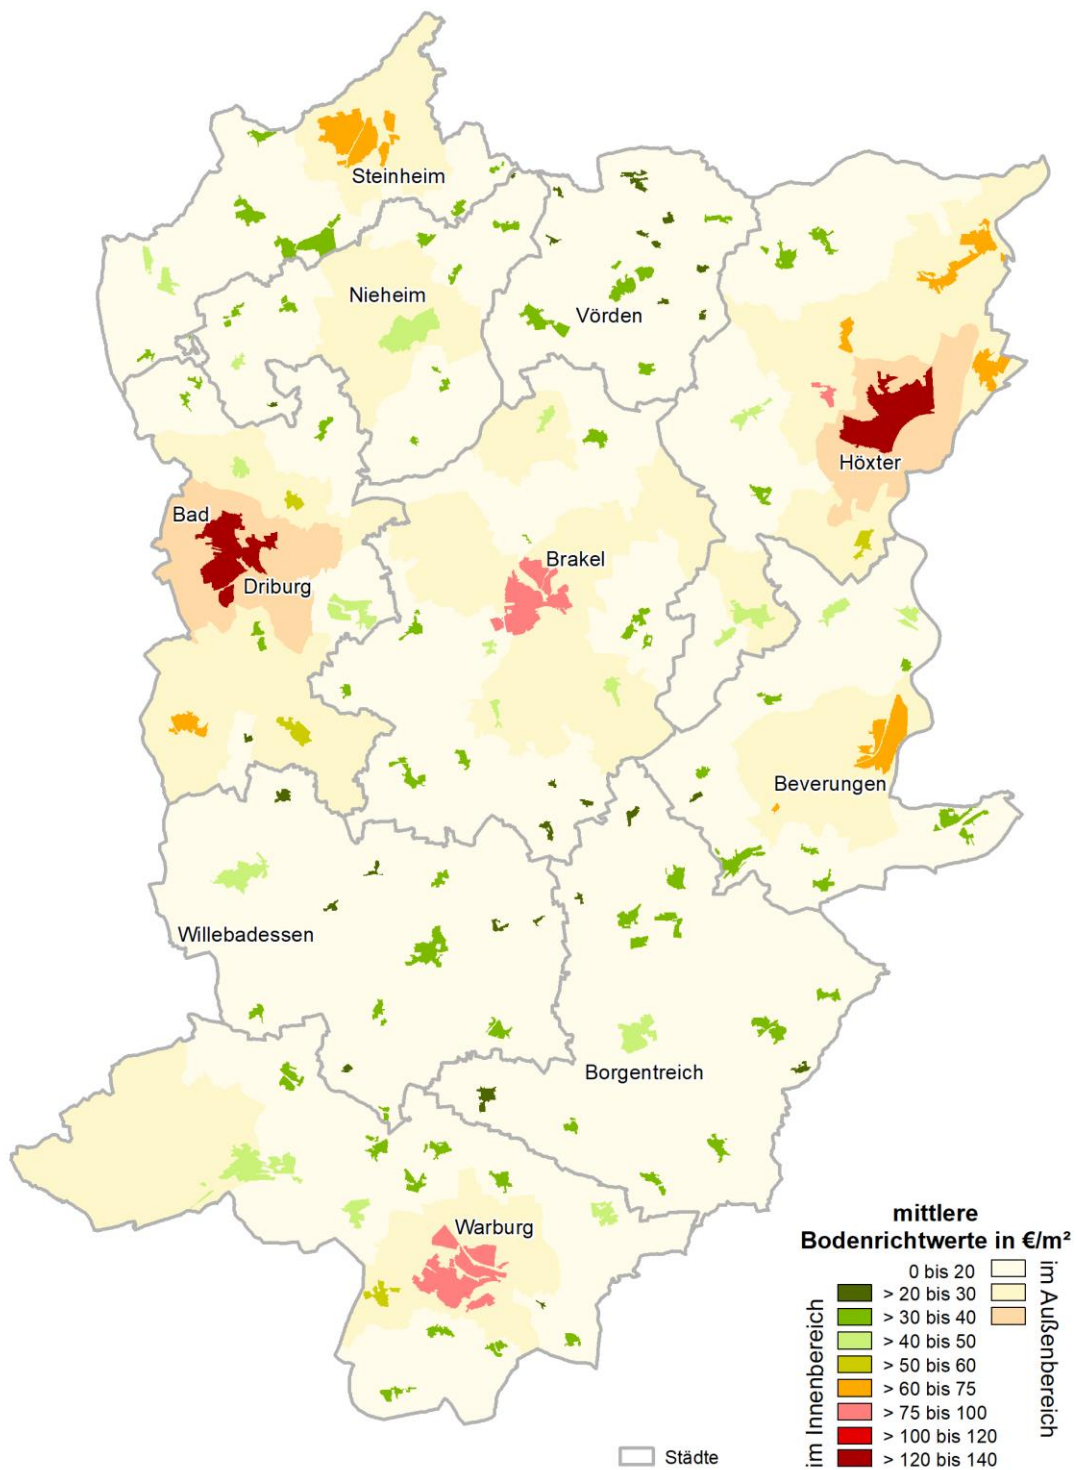 Steinheim
Nieheim
Vörden
Höxter
Bad
Driburg
Brakel
Beverungen
Willebadessen
Borgentreich
Warburg
mittlere
Bodenrichtwerte in €/m²
0 bis 20
> 20 bis 30
> 30 bis 40
> 40 bis 50
> 50 bis 60
> 60 bis 75
> 75 bis 100
> 100 bis 120
> 120 bis 140
im Innenbereich
im Außenbereich
Städte